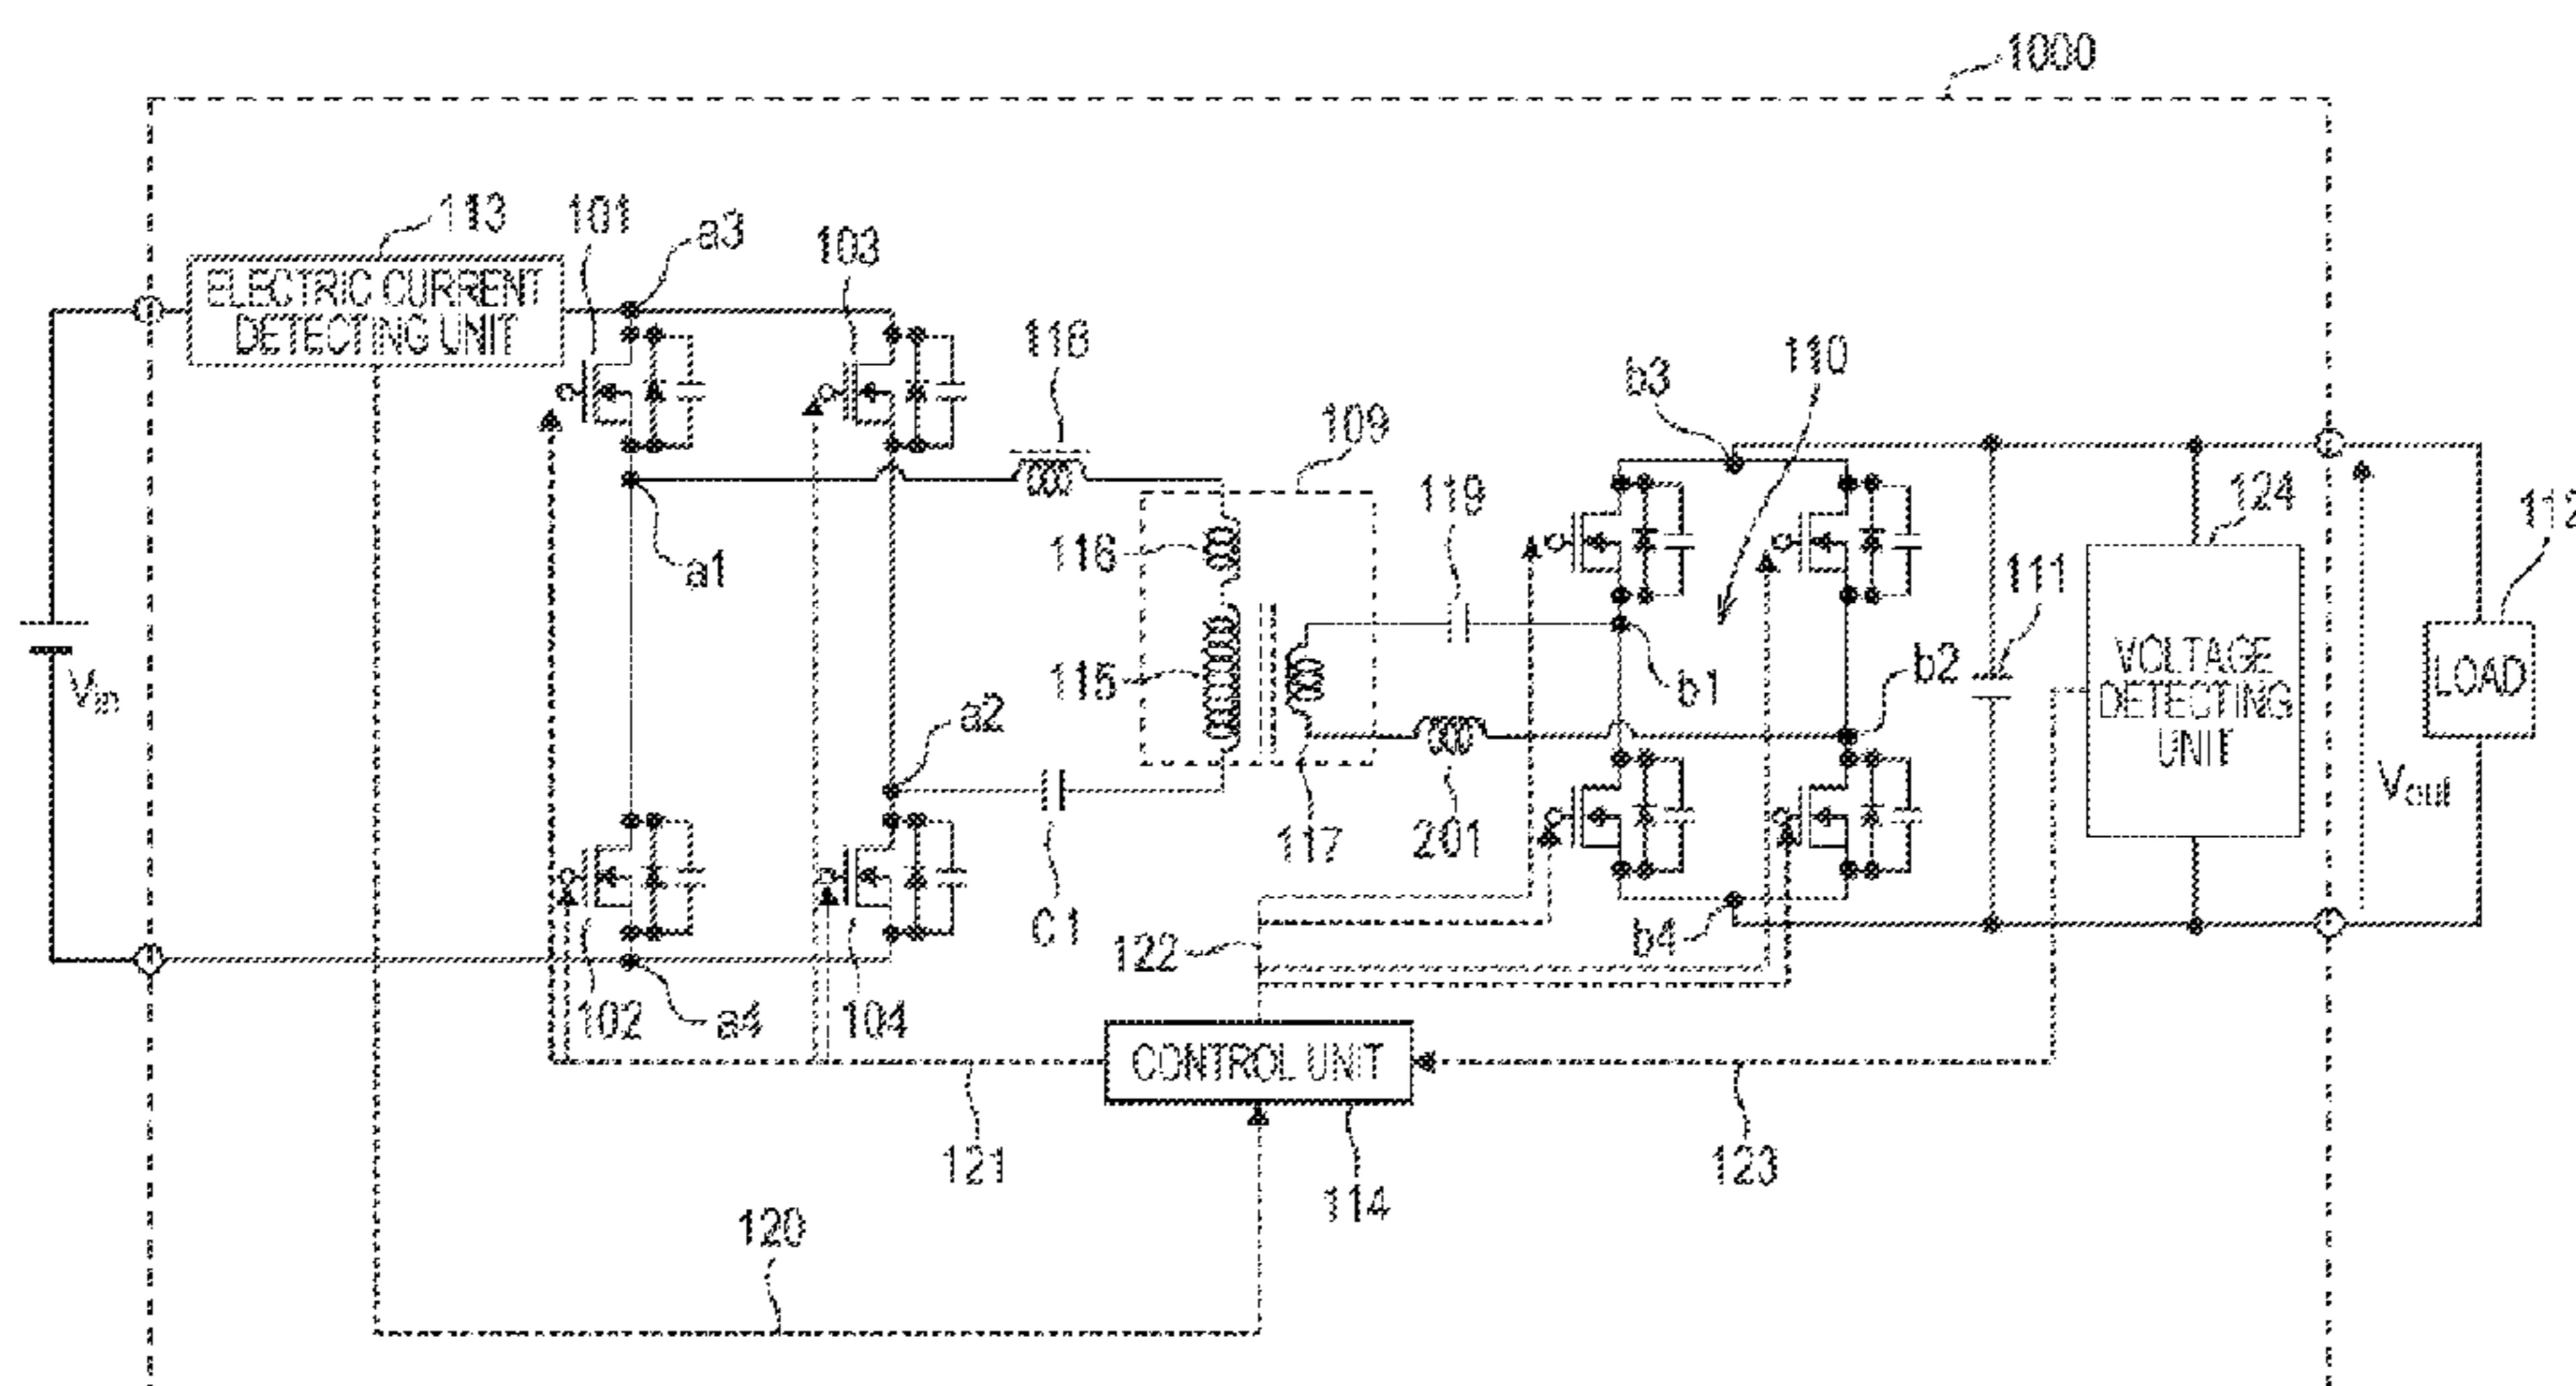 1000
113
101
a3
103
ELECTRIC CURRENT
DETECTING UNIT
118
109
b3
110
119
124
112
116
a1
111
115
b1
b2
VOLTAGE
DETECTING
UNIT
LOAD
Vin
a2
Vout
117
201
C1
122
b4
102
a4
104
CONTROL UNIT
121
123
114
120